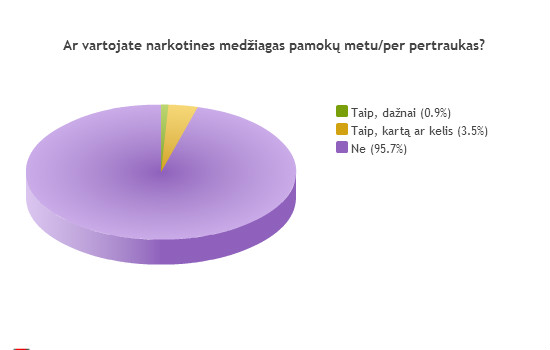 Ar vartojate narkotines medžiagas pamokų metu/per pertraukas?
Taip, dažnai (0.9%)
Taip, kartą ar kelis (3.5%)
Ne (95.7%)